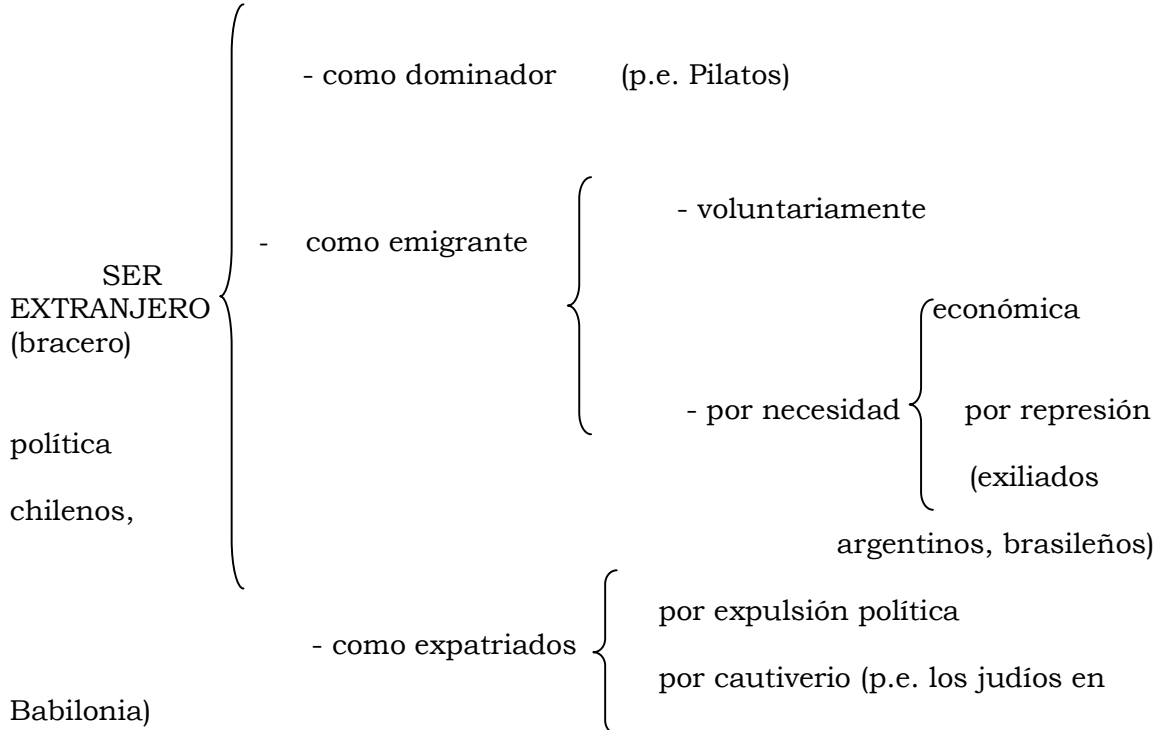 - como dominador (p.e. Pilatos)
- voluntariamente
- como emigrante
SER
EXTRANJERO económica
(bracero)
- por necesidad por represión
política
(exiliados
chilenos,
argentinos, brasileños)
por expulsión política
- como expatriados
por cautiverio (p.e. los judíos en
Babilonia)